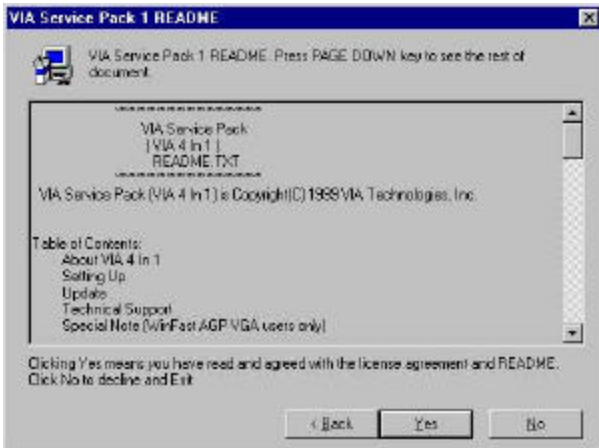 VIA Service Pack 1 README
VIA Service Pack 1 README. Press PAGE DOWN key to see the rest of
document.
VIA Service Pack
( VIA 4 In 1 )
README.TXT
VIA Service Pack (VIA 4 In 1) is Copyright(C) 1999 VIA Technologies, Inc.
Table of Contents:
About VIA 4 In 1
Setting Up
Update
Technical Support
Special Note (WinFast AGP VGA users only)
Clicking Yes means you have read and agreed with the license agreement and README.
Click No to decline and Exit
< Back
Yes
No